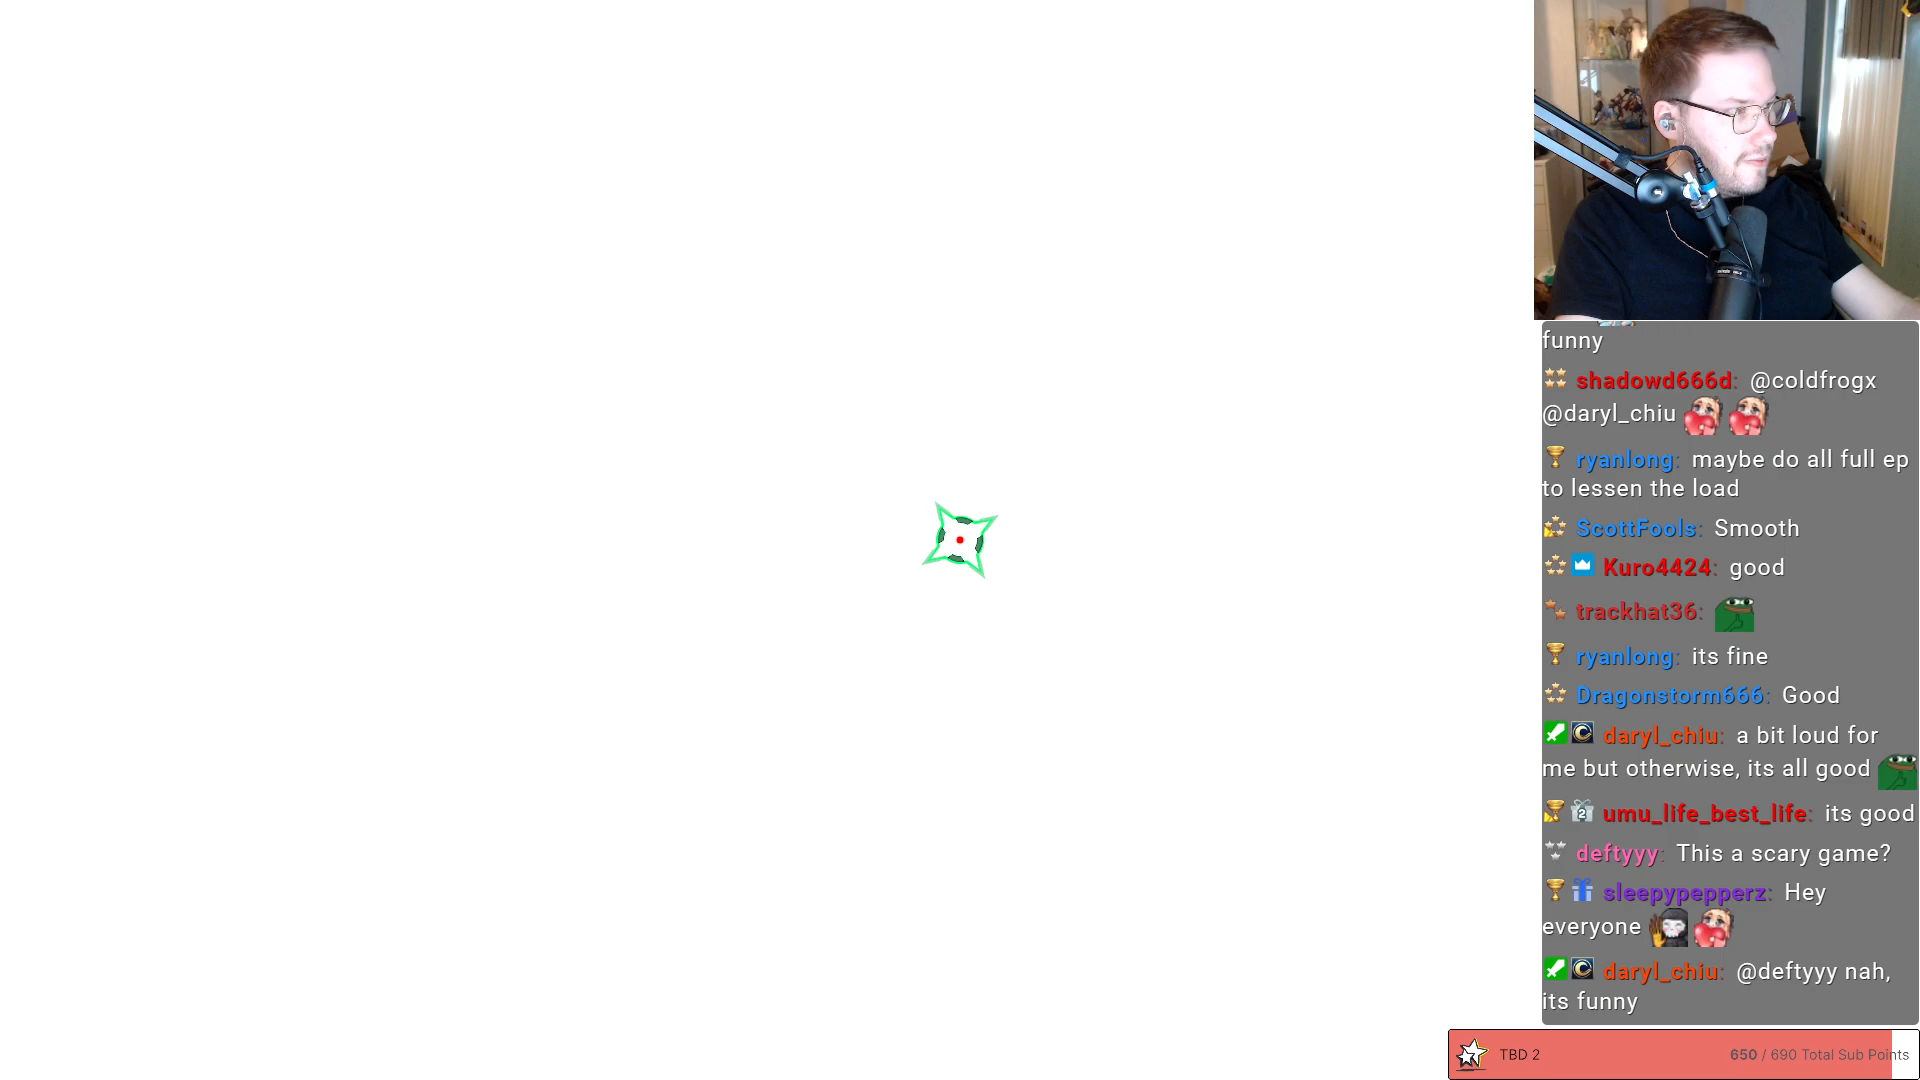 funny
shadowd666d: @coldfrogx
@daryl_chiu
ryanlong: maybe do all full ep
to lessen the load
ScottFools: Smooth
Kuro4424: good
trackhat36:
ryanlong: its fine
Dragonstorm666: Good
daryl_chiu: a bit loud for
me but otherwise, its all good
2 umu_life_best_life: its good
deftyyy: This a scary game?
sleepypepperz: Hey
everyone
daryl_chiu: @deftyyy nah,
its funny
TBD 2 650 / 690 Total Sub Points